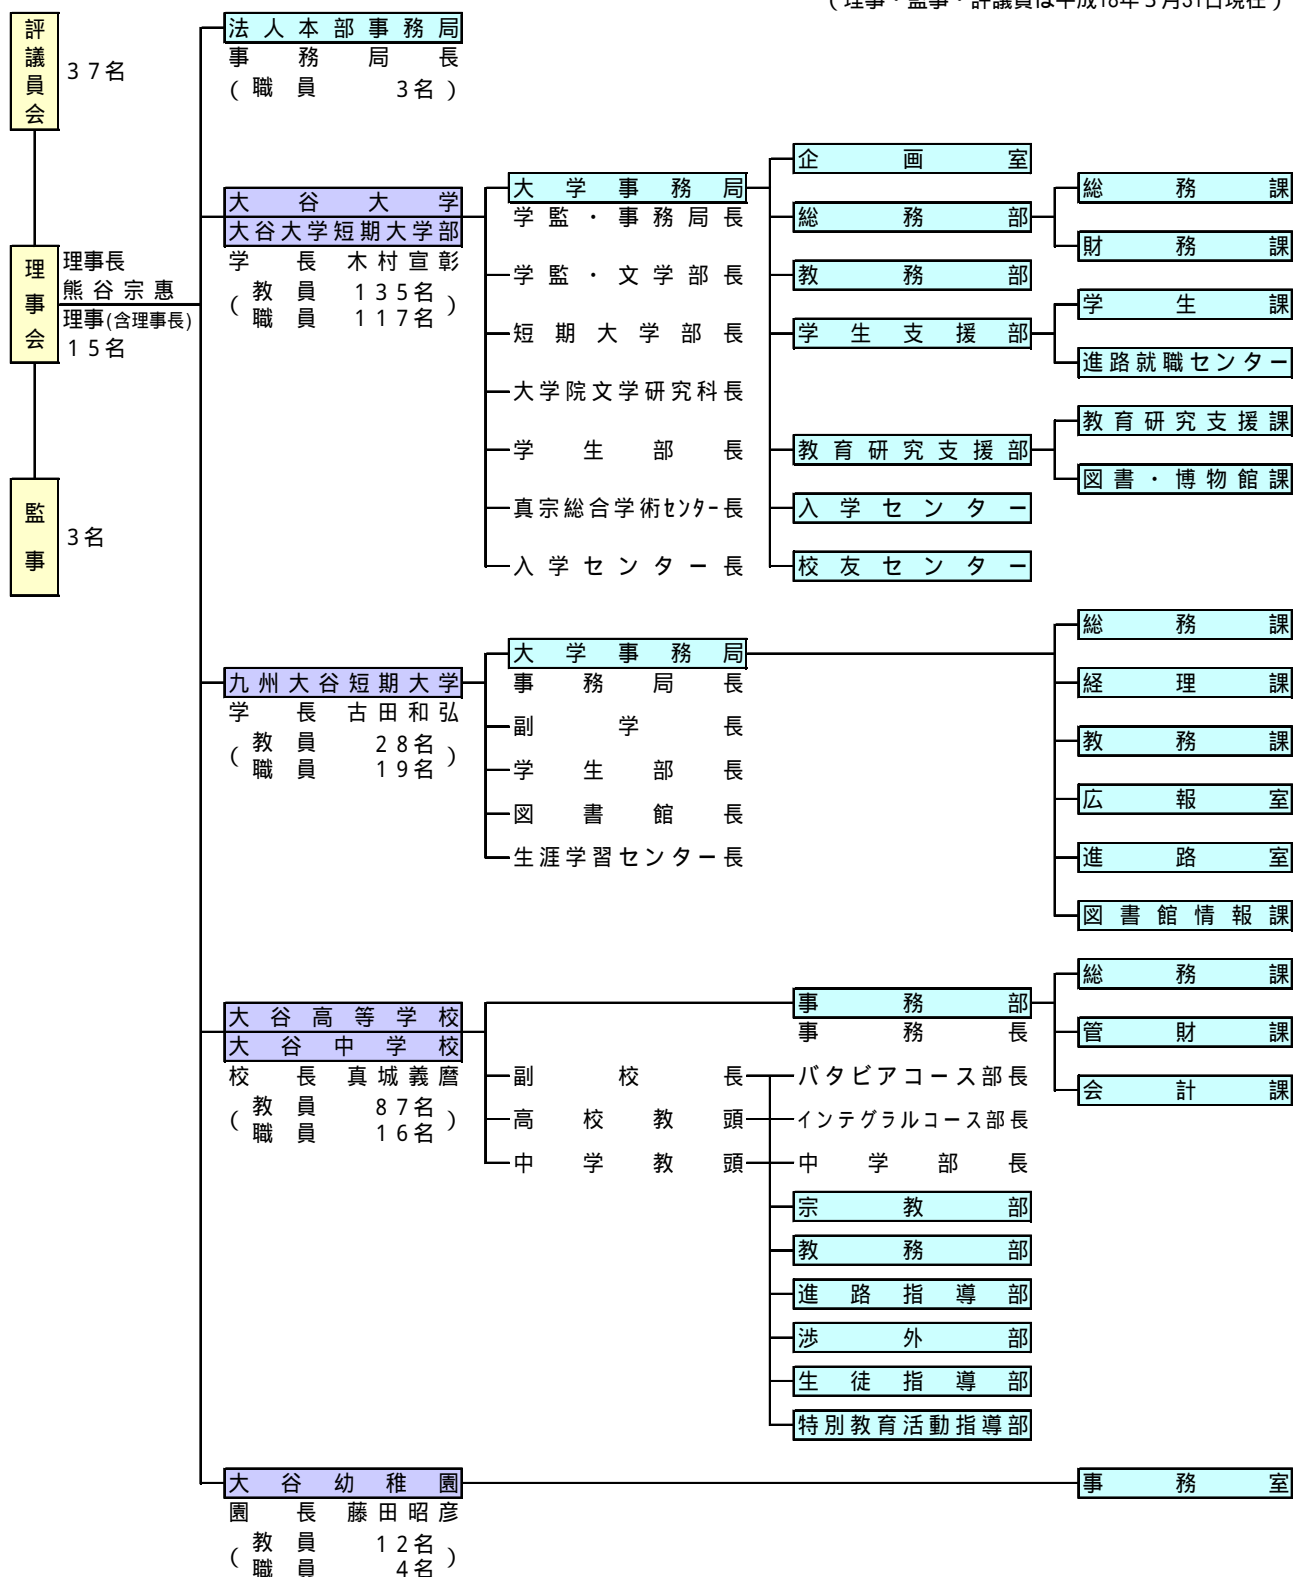 (理事・監事・評議員は平成18年5月31日現在)
評議員会
37名
理事会
理事長
熊谷宗惠
理事(含理事長)
15名
監事
3名
法人本部事務局
事務局長
(職員 3名)
大谷大学
大谷大学短期大学部
学長 木村宣彰
(教員 135名
職員 117名)
大学事務局
学監・事務局長
学監・文学部長
短期大学部長
大学院文学研究科長
学生部長
真宗総合学術センター長
入学センター長
企画室
総務部
教務部
学生支援部
教育研究支援部
入学センター
校友センター
総務課
財務課
学生課
進路就職センター
教育研究支援課
図書・博物館課
九州大谷短期大学
学長 古田和弘
(教員 28名
職員 19名)
大学事務局
事務局長
副学長
学生部長
図書館長
生涯学習センター長
総務課
経理課
教務課
広報室
進路室
図書館情報課
大谷高等学校
大谷中学校
校長 真城義麿
(教員 87名
職員 16名)
副校長
高校教頭
中学教頭
事務部
事務長
バタビアコース部長
インテグラルコース部長
中学部長
宗教部
教務部
進路指導部
渉外部
生徒指導部
特別教育活動指導部
総務課
管財課
会計課
大谷幼稚園
園長 藤田昭彦
(教員 12名
職員 4名)
事務室